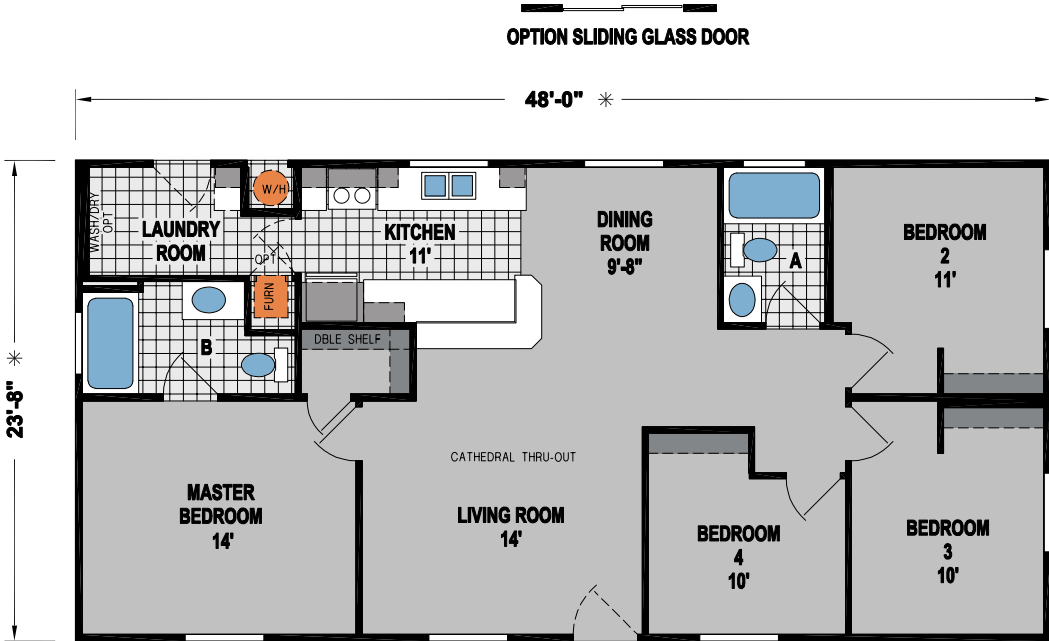 OPTION SLIDING GLASS DOOR
48'-0" ✳
23'-8" ✳
WASH/DRY
OPT
LAUNDRY
ROOM
W/H
OPT
FURN
KITCHEN
11'
DINING
ROOM
9'-8"
A
BEDROOM
2
11'
B
DBLE SHELF
CATHEDRAL THRU-OUT
MASTER
BEDROOM
14'
LIVING ROOM
14'
BEDROOM
4
10'
BEDROOM
3
10'